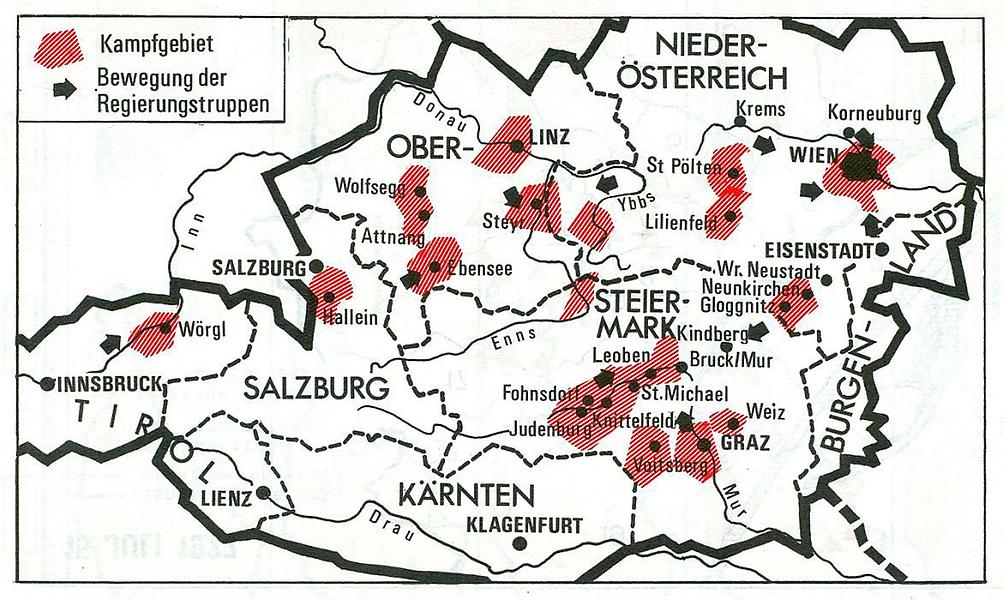 Kampfgebiet
Bewegung der
Regierungstruppen
NIEDER-
ÖSTERREICH
Donau
Krems
Korneuburg
OBER-
LINZ
WIEN
St Pölten
Wolfsegg
Ybbs
Steyr
Lilienfeld
Inn
Attnang
EISENSTADT
LAND
SALZBURG
Ebensee
Wr. Neustadt
Neunkirchen
Gloggnitz
STEIER-
MARK
Hallein
Wörgl
Enns
Kindberg
Leoben
Bruck/Mur
INNSBRUCK
SALZBURG
Fohnsdorf
St.Michael
BURGEN-
TIROL
Knittelfeld
Weiz
Judenburg
GRAZ
Voitsberg
LIENZ
KÄRNTEN
Mur
Drau
KLAGENFURT